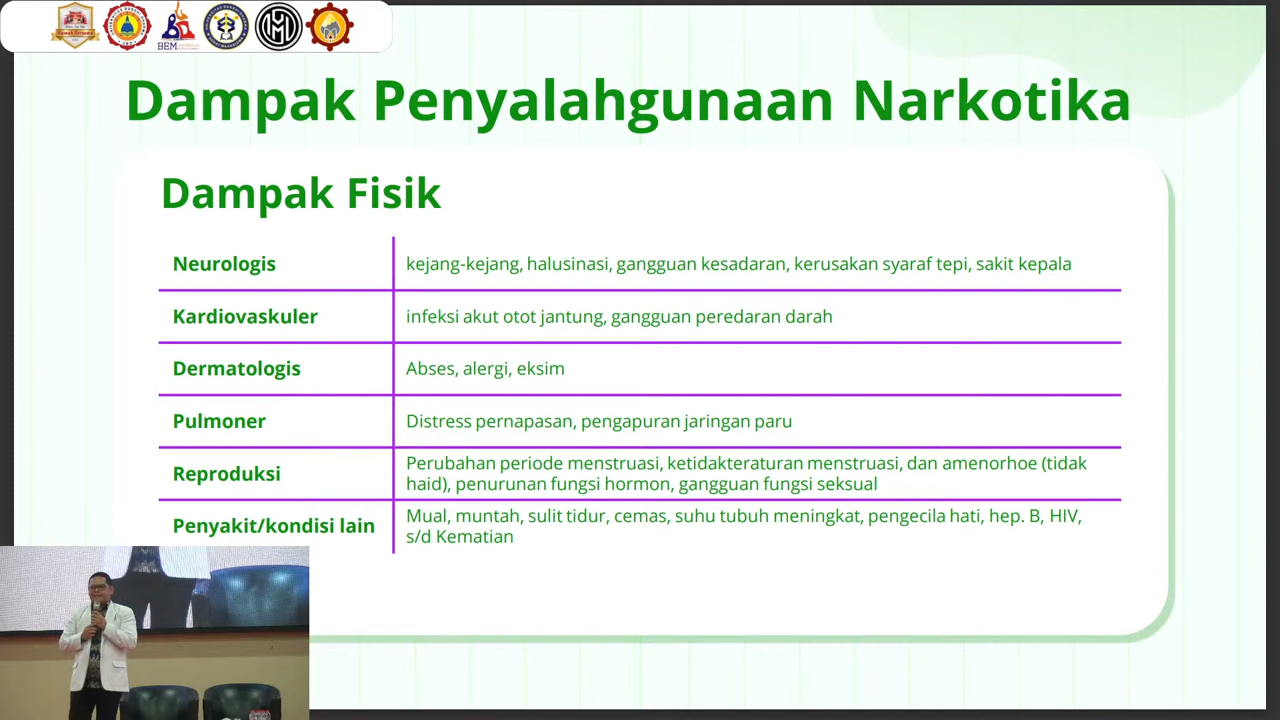 BEM
Dampak Penyalahgunaan Narkotika
Dampak Fisik
Neurologis
kejang-kejang, halusinasi, gangguan kesadaran, kerusakan syaraf tepi, sakit kepala
Kardiovaskuler
infeksi akut otot jantung, gangguan peredaran darah
Dermatologis
Abses, alergi, eksim
Pulmoner
Distress pernapasan, pengapuran jaringan paru
Reproduksi
Perubahan periode menstruasi, ketidakteraturan menstruasi, dan amenorhoe (tidak
haid), penurunan fungsi hormon, gangguan fungsi seksual
Penyakit/kondisi lain
Mual, muntah, sulit tidur, cemas, suhu tubuh meningkat, pengecila hati, hep. B, HIV,
s/d Kematian